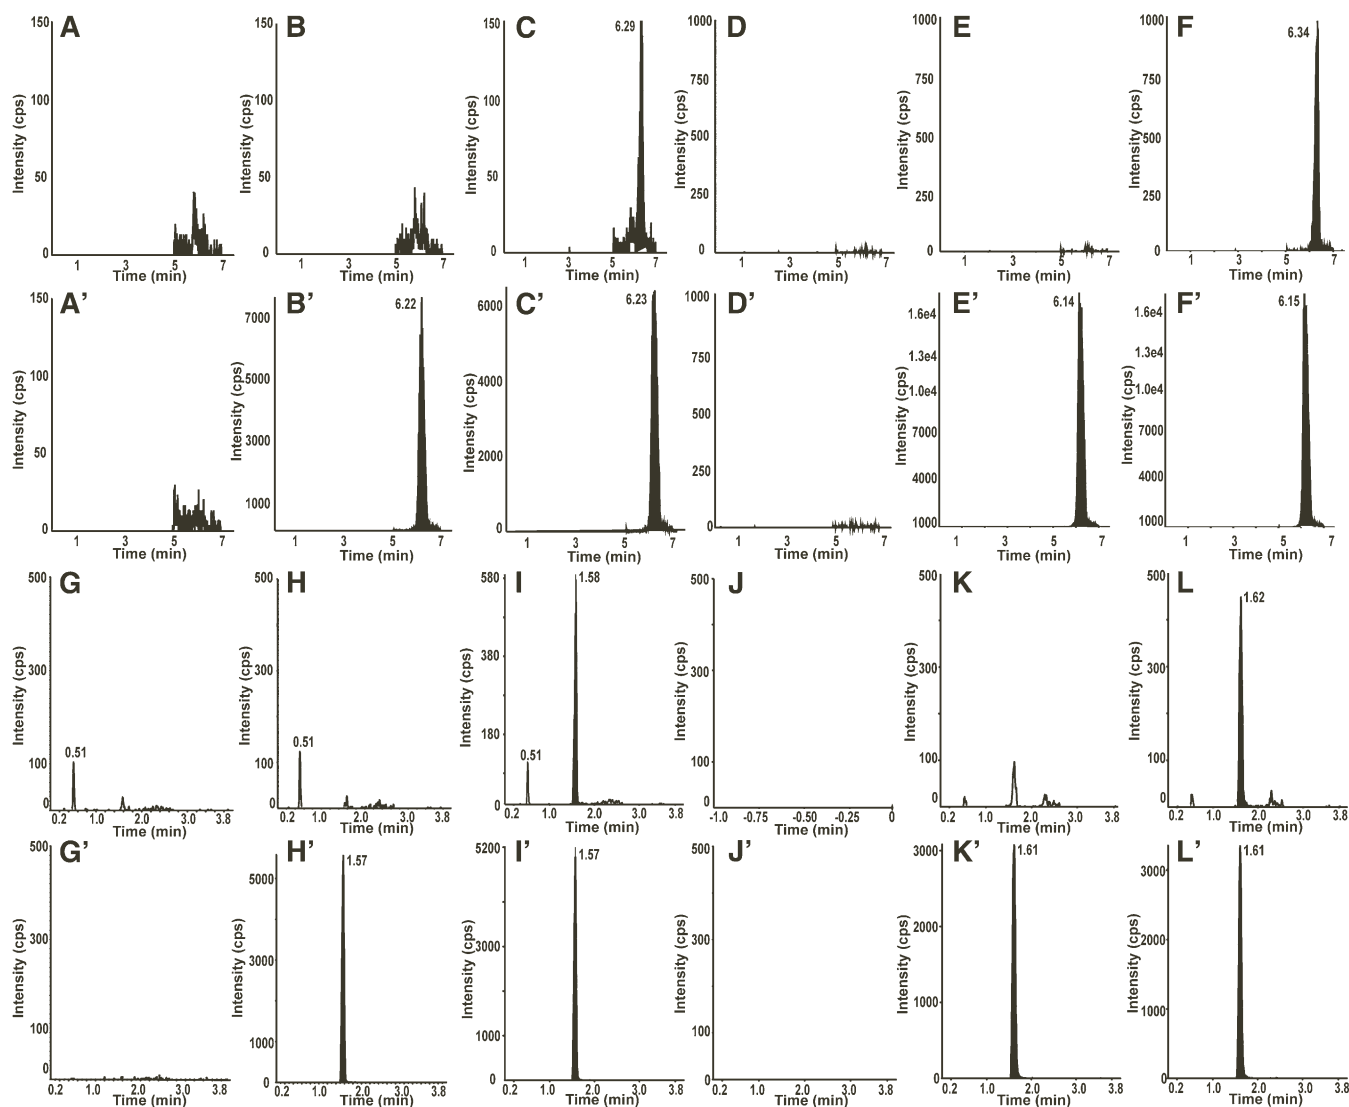 A
Intensity (cps)
150
100
50
0
1 3 5 7
Time (min)
B
Intensity (cps)
150
100
50
0
1 3 5 7
Time (min)
C
6.29
Intensity (cps)
150
100
50
0
1 3 5 7
Time (min)
D
Intensity (cps)
1000
750
500
250
0
1 3 5 7
Time (min)
E
Intensity (cps)
1000
750
500
250
0
1 3 5 7
Time (min)
F
6.34
Intensity (cps)
1000
750
500
250
0
1 3 5 7
Time (min)
A’
Intensity (cps)
150
100
50
0
1 3 5 7
Time (min)
B’
6.22
Intensity (cps)
7000
5000
3000
1000
1 3 5 7
Time (min)
C’
6.23
Intensity (cps)
6000
4000
2000
0
1 3 5 7
Time (min)
D’
Intensity (cps)
1000
750
500
250
0
1 3 5 7
Time (min)
E’
6.14
Intensity (cps)
1.6e4
1.3e4
1.0e4
7000
4000
1000
1 3 5 7
Time (min)
F’
6.15
Intensity (cps)
1.6e4
1.3e4
1.0e4
7000
4000
1000
1 3 5 7
Time (min)
G
0.51
Intensity (cps)
500
300
100
0
0.2 1.0 2.0 3.0 3.8
Time (min)
H
0.51
Intensity (cps)
500
300
100
0
0.2 1.0 2.0 3.0 3.8
Time (min)
I
1.58
0.51
Intensity (cps)
580
380
180
0
0.2 1.0 2.0 3.0 3.8
Time (min)
J
Intensity (cps)
500
300
100
0
-1.0 -0.75 -0.50 -0.25 0
Time (min)
K
Intensity (cps)
500
300
100
0
0.2 1.0 2.0 3.0 3.8
Time (min)
L
1.62
Intensity (cps)
500
300
100
0
0.2 1.0 2.0 3.0 3.8
Time (min)
G’
Intensity (cps)
500
300
100
0
0.2 1.0 2.0 3.0 3.8
Time (min)
H’
1.57
Intensity (cps)
5000
3000
1000
0
0.2 1.0 2.0 3.0 3.8
Time (min)
I’
1.57
Intensity (cps)
5200
3000
1000
0
0.2 1.0 2.0 3.0 3.8
Time (min)
J’
Intensity (cps)
500
300
100
0
0.2 1.0 2.0 3.0 3.8
Time (min)
K’
1.61
Intensity (cps)
3000
2000
1000
0
0.2 1.0 2.0 3.0 3.8
Time (min)
L’
1.61
Intensity (cps)
3000
2000
1000
0
0.2 1.0 2.0 3.0 3.8
Time (min)